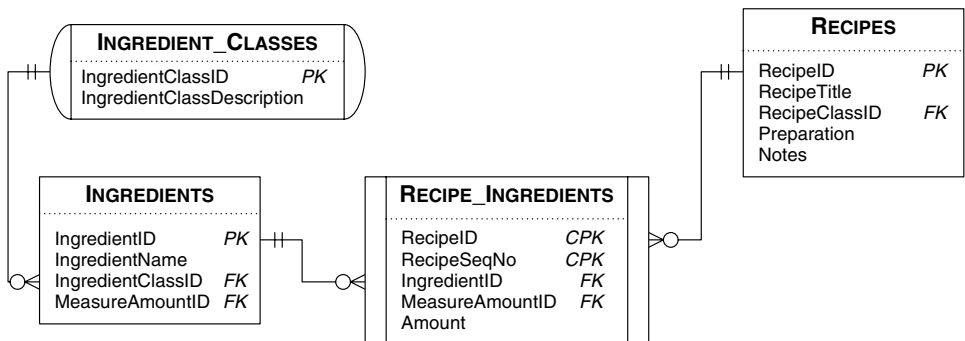 INGREDIENT_CLASSES
IngredientClassID PK
IngredientClassDescription
RECIPES
RecipeID PK
RecipeTitle
RecipeClassID FK
Preparation
Notes
INGREDIENTS
IngredientID PK
IngredientName
IngredientClassID FK
MeasureAmountID FK
RECIPE_INGREDIENTS
RecipeID CPK
RecipeSeqNo CPK
IngredientID FK
MeasureAmountID FK
Amount